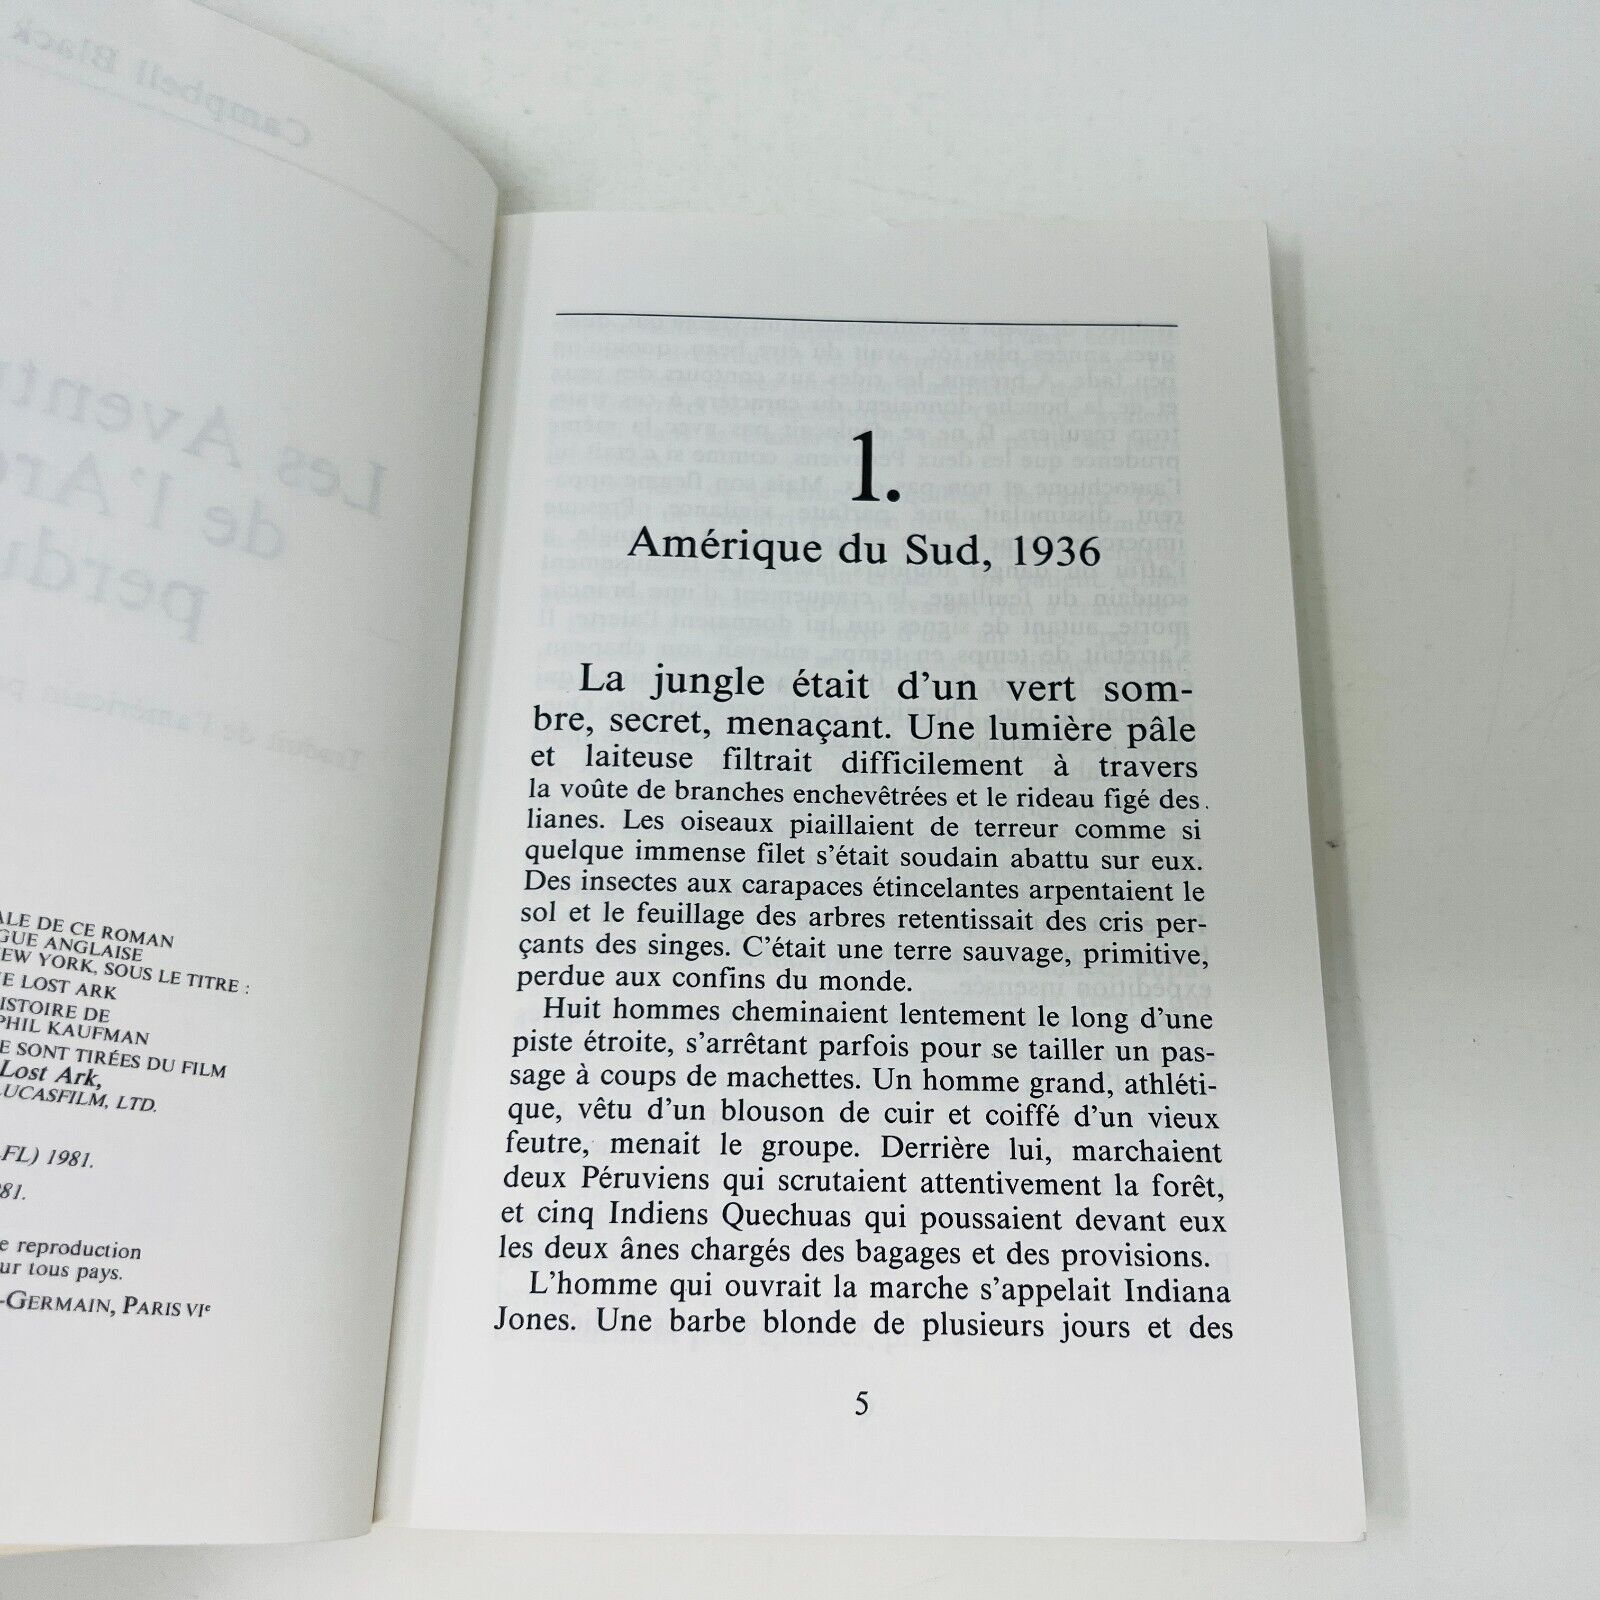 ALE DE CE ROMAN
GUE ANGLAISE
NEW YORK, SOUS LE TITRE :
E LOST ARK
ISTOIRE DE
PHIL KAUFMAN
E SONT TIRÉES DU FILM
Lost Ark,
LUCASFILM, LTD.
FL) 1981.
81.
e reproduction
ur tous pays.
-GERMAIN, PARIS VIe
1.
Amérique du Sud, 1936
La jungle était d'un vert som-
bre, secret, menaçant. Une lumière pâle
et laiteuse filtrait difficilement à travers
la voûte de branches enchevêtrées et le rideau figé des
lianes. Les oiseaux piaillaient de terreur comme si
quelque immense filet s'était soudain abattu sur eux.
Des insectes aux carapaces étincelantes arpentaient le
sol et le feuillage des arbres retentissait des cris per-
çants des singes. C'était une terre sauvage, primitive,
perdue aux confins du monde.
Huit hommes cheminaient lentement le long d'une
piste étroite, s'arrêtant parfois pour se tailler un pas-
sage à coups de machettes. Un homme grand, athléti-
que, vêtu d'un blouson de cuir et coiffé d'un vieux
feutre, menait le groupe. Derrière lui, marchaient
deux Péruviens qui scrutaient attentivement la forêt,
et cinq Indiens Quechuas qui poussaient devant eux
les deux ânes chargés des bagages et des provisions.
L'homme qui ouvrait la marche s'appelait Indiana
Jones. Une barbe blonde de plusieurs jours et des
5